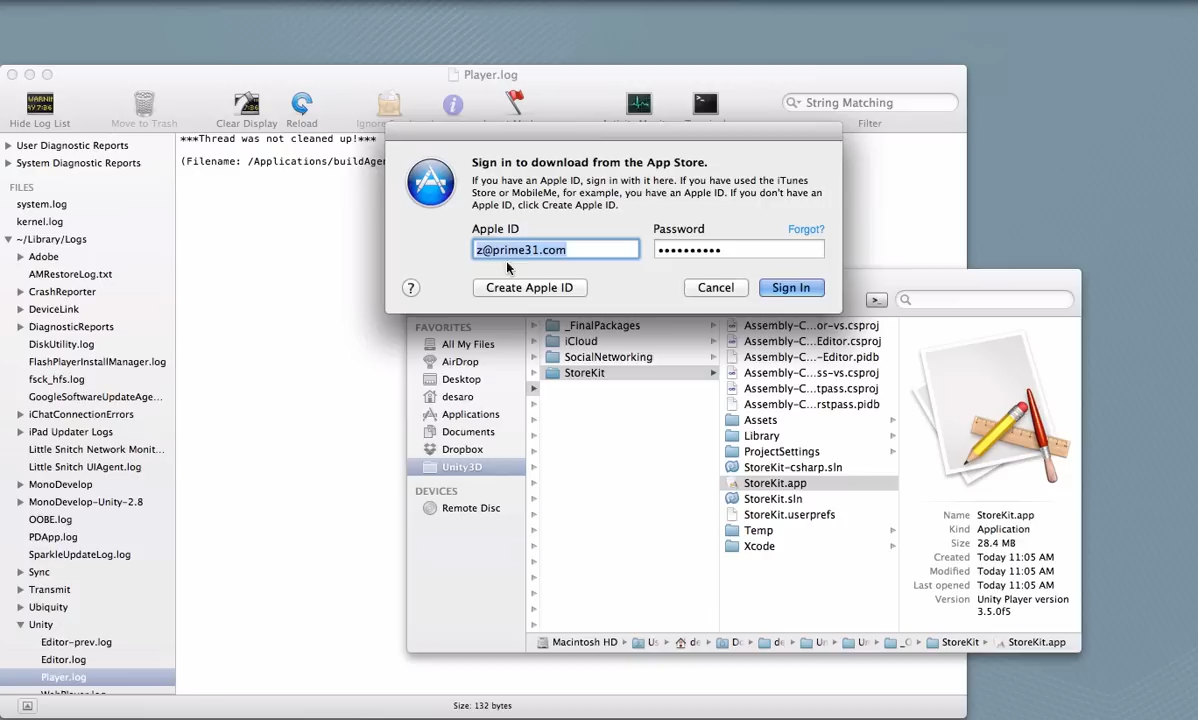 Player.log
WARNIN
AY 7:86
Hide Log List
Move to Trash
Clear Display
Reload
String Matching
Filter
User Diagnostic Reports
System Diagnostic Reports
FILES
system.log
kernel.log
~/Library/Logs
Adobe
AMRestoreLog.txt
CrashReporter
DeviceLink
DiagnosticReports
DiskUtility.log
FlashPlayerInstallManager.log
fsck_hfs.log
GoogleSoftwareUpdateAge...
iChatConnectionErrors
iPad Updater Logs
Little Snitch Network Monit...
Little Snitch UIAgent.log
MonoDevelop
MonoDevelop-Unity-2.8
OOBE.log
PDApp.log
SparkleUpdateLog.log
Sync
Transmit
Ubiquity
Unity
Editor-prev.log
Editor.log
Player.log
***Thread was not cleaned up!***
(Filename: /Applications/buildAgen
Sign in to download from the App Store.
If you have an Apple ID, sign in with it here. If you have used the iTunes
Store or MobileMe, for example, you have an Apple ID. If you don't have an
Apple ID, click Create Apple ID.
Apple ID
Password
Forgot?
z@prime31.com
••••••••••
?
Create Apple ID
Cancel
Sign In
FAVORITES
All My Files
AirDrop
Desktop
desaro
Applications
Documents
Dropbox
Unity3D
DEVICES
Remote Disc
_FinalPackages
iCloud
SocialNetworking
StoreKit
Assembly-C...or-vs.csproj
Assembly-C...Editor.csproj
Assembly-C...-Editor.pidb
Assembly-C...ss-vs.csproj
Assembly-C...tpass.csproj
Assembly-C...rstpass.pidb
Assets
Library
ProjectSettings
StoreKit-csharp.sln
StoreKit.app
StoreKit.sln
StoreKit.userprefs
Temp
Xcode
Name StoreKit.app
Kind Application
Size 28.4 MB
Created Today 11:05 AM
Modified Today 11:05 AM
Last opened Today 11:05 AM
Version Unity Player version
3.5.0f5
Macintosh HD
Us
de
Dc
de
Ur
Ur
_O
StoreKit
StoreKit.app
Size: 132 bytes